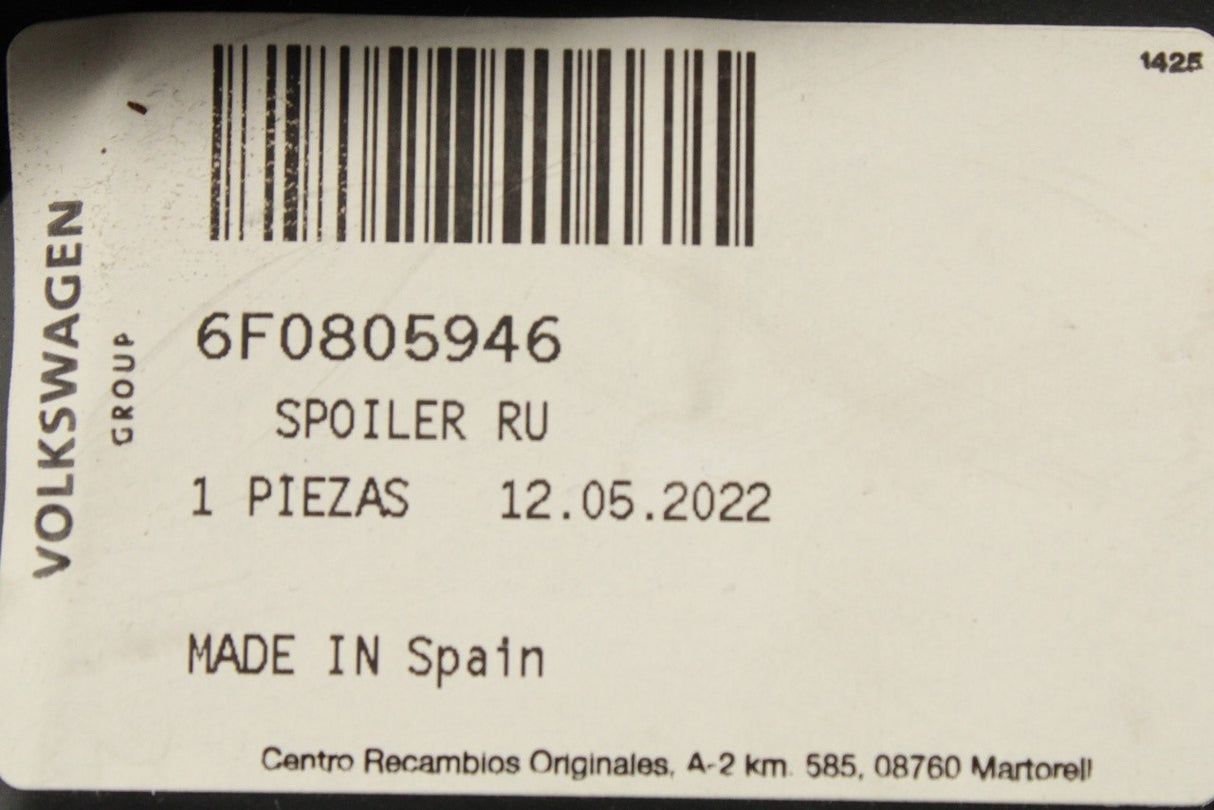 1425
VOLKSWAGEN
GROUP
6F0805946
SPOILER RU
1 PIEZAS 12.05.2022
MADE IN Spain
Centro Recambios Originales, A-2 km. 585, 08760 Martorell